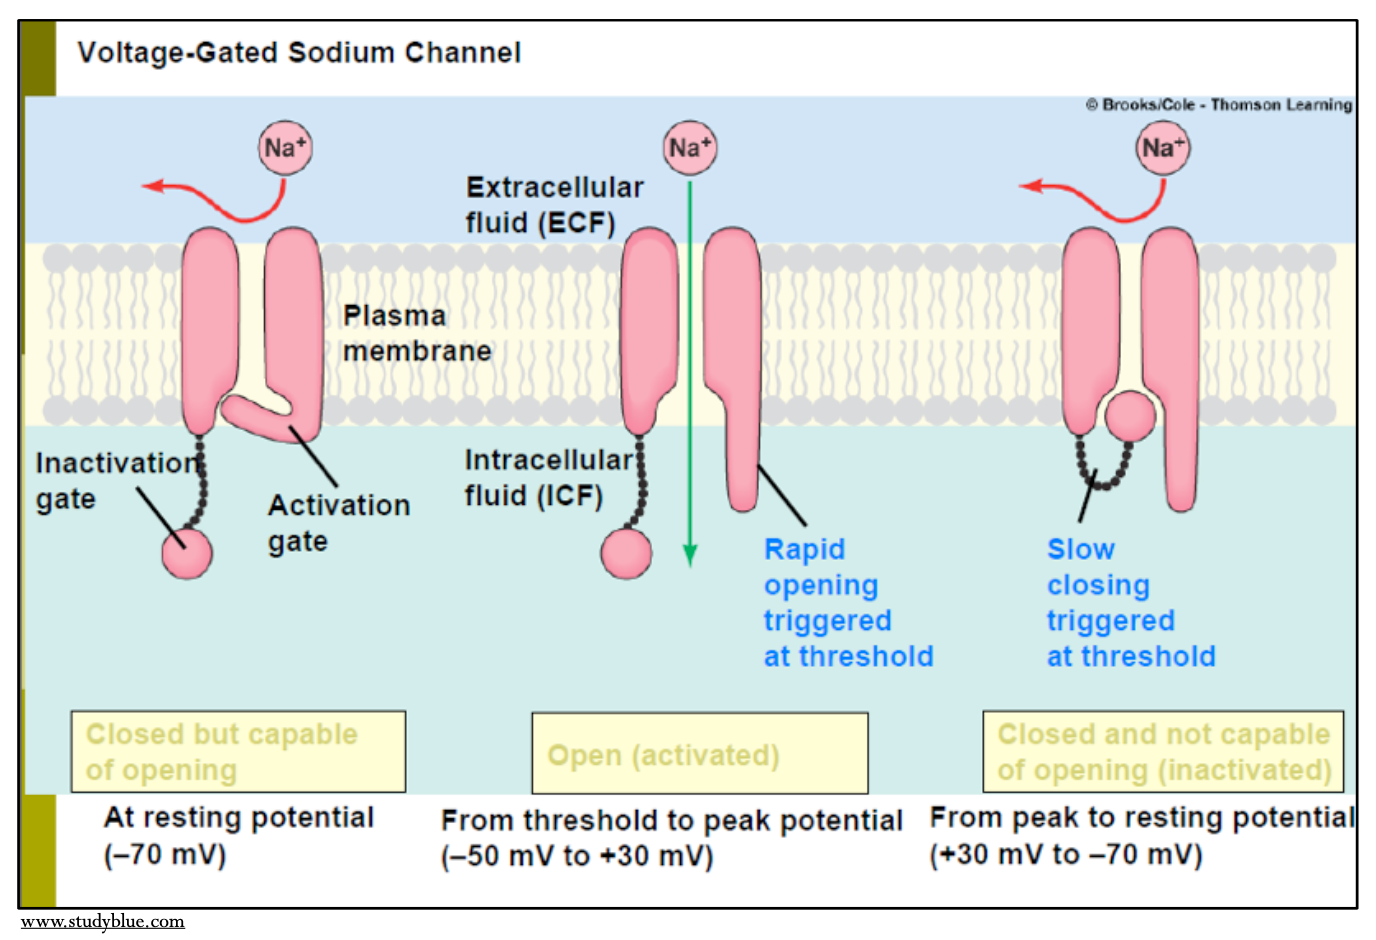 Voltage-Gated Sodium Channel
© Brooks/Cole - Thomson Learning
Na+
Na+
Na+
Extracellular
fluid (ECF)
Plasma
membrane
Inactivation
gate
Activation
gate
Intracellular
fluid (ICF)
Rapid
opening
triggered
at threshold
Slow
closing
triggered
at threshold
Closed but capable
of opening
Open (activated)
Closed and not capable
of opening (inactivated)
At resting potential
(–70 mV)
From threshold to peak potential
(–50 mV to +30 mV)
From peak to resting potential
(+30 mV to –70 mV)
www.studyblue.com